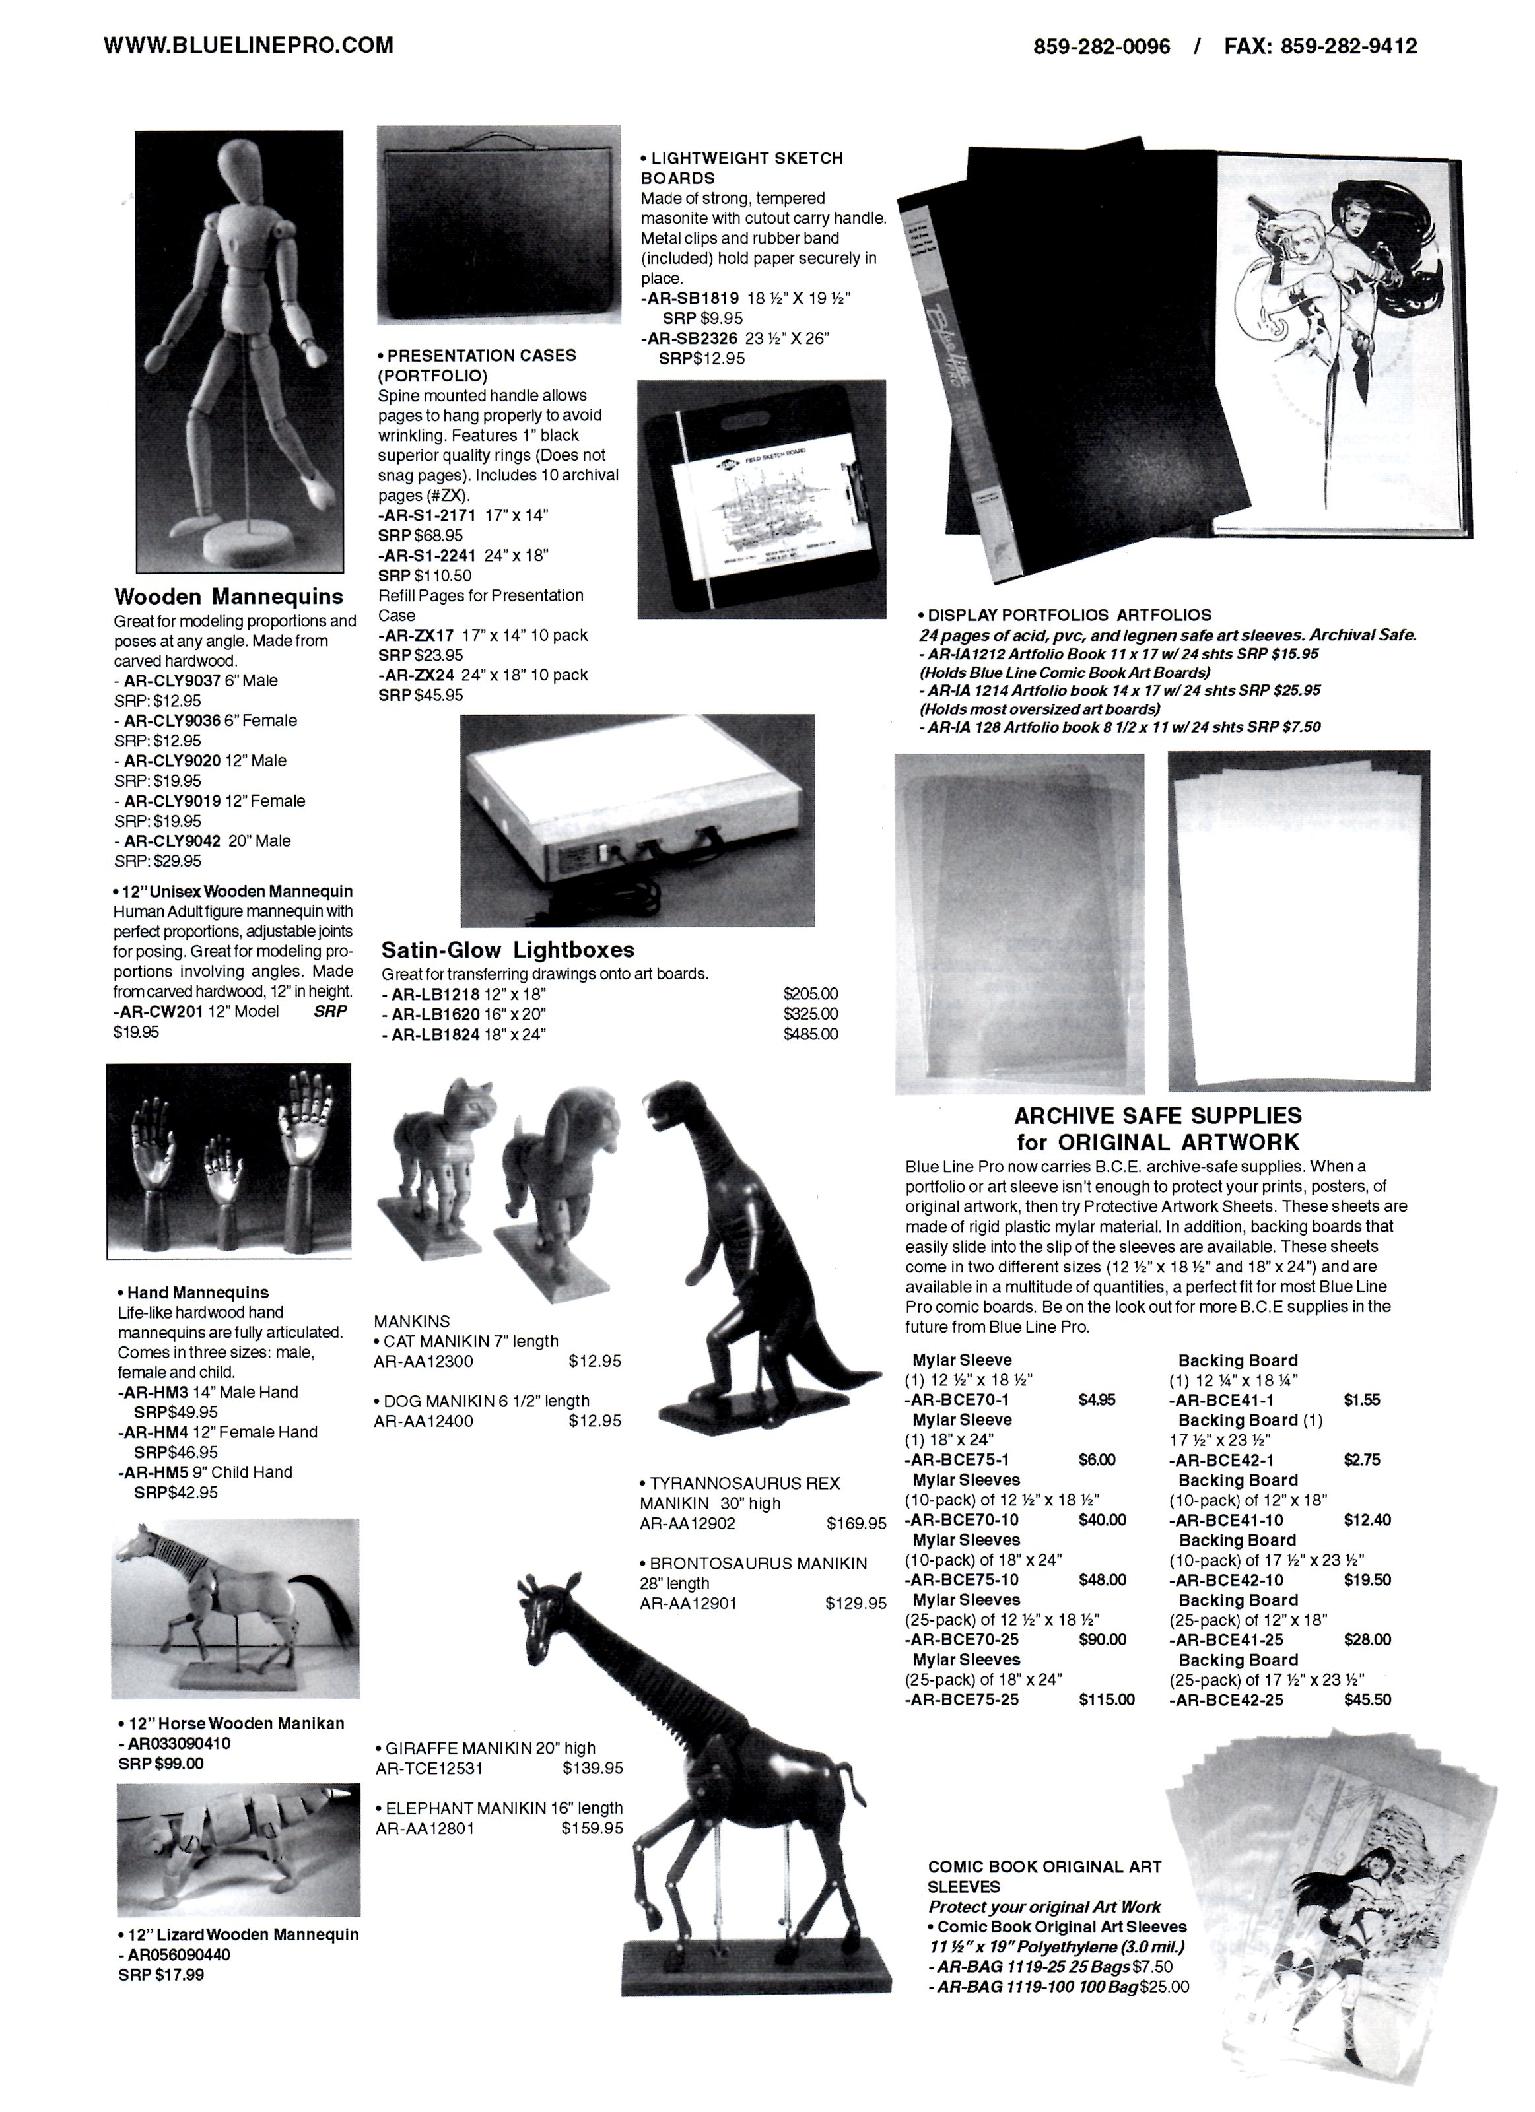 WWW.BLUELINEPRO.COM
859-282-0096 / FAX: 859-282-9412
Wooden Mannequins
Great for modeling proportions and
poses at any angle. Made from
carved hardwood.
- AR-CLY9037 6" Male
SRP: $12.95
- AR-CLY9036 6" Female
SRP: $12.95
- AR-CLY9020 12" Male
SRP: $19.95
- AR-CLY9019 12" Female
SRP: $19.95
- AR-CLY9042 20" Male
SRP: $29.95
• 12" Unisex Wooden Mannequin
Human Adult figure mannequin with
perfect proportions, adjustable joints
for posing. Great for modeling pro-
portions involving angles. Made
from carved hardwood, 12" in height.
-AR-CW201 12" Model SRP
$19.95
• Hand Mannequins
Life-like hardwood hand
mannequins are fully articulated.
Comes in three sizes: male,
female and child.
-AR-HM3 14" Male Hand
SRP$49.95
-AR-HM4 12" Female Hand
SRP$46.95
-AR-HM5 9" Child Hand
SRP$42.95
• 12" Horse Wooden Manikan
- AR033090410
SRP $99.00
• 12" Lizard Wooden Mannequin
- AR056090440
SRP $17.99
• PRESENTATION CASES
(PORTFOLIO)
Spine mounted handle allows
pages to hang properly to avoid
wrinkling. Features 1" black
superior quality rings (Does not
snag pages). Includes 10 archival
pages (#ZX).
-AR-S1-2171 17" x 14"
SRP $68.95
-AR-S1-2241 24" x 18"
SRP $110.50
Refill Pages for Presentation
Case
-AR-ZX17 17" x 14" 10 pack
SRP $23.95
-AR-ZX24 24" x 18" 10 pack
SRP $45.95
• LIGHTWEIGHT SKETCH
BOARDS
Made of strong, tempered
masonite with cutout carry handle.
Metal clips and rubber band
(included) hold paper securely in
place.
-AR-SB1819 18 ½" X 19 ½"
SRP $9.95
-AR-SB2326 23 ½" X 26"
SRP$12.95
FIELD SKETCH BOARD
Satin-Glow Lightboxes
Great for transferring drawings onto art boards.
- AR-LB1218 12" x 18" $205.00
- AR-LB1620 16" x 20" $325.00
- AR-LB1824 18" x 24" $485.00
MANKINS
• CAT MANIKIN 7" length
AR-AA12300 $12.95
• DOG MANIKIN 6 1/2" length
AR-AA12400 $12.95
• TYRANNOSAURUS REX
MANIKIN 30" high
AR-AA12902 $169.95
• BRONTOSAURUS MANIKIN
28" length
AR-AA12901 $129.95
• GIRAFFE MANIKIN 20" high
AR-TCE12531 $139.95
• ELEPHANT MANIKIN 16" length
AR-AA12801 $159.95
Blue Line
PRO
• DISPLAY PORTFOLIOS ARTFOLIOS
24 pages of acid, pvc, and legnen safe art sleeves. Archival Safe.
- AR-IA1212 Artfolio Book 11 x 17 w/ 24 shts SRP $15.95
(Holds Blue Line Comic Book Art Boards)
- AR-IA 1214 Artfolio book 14 x 17 w/ 24 shts SRP $25.95
(Holds most oversized art boards)
- AR-IA 128 Artfolio book 8 1/2 x 11 w/ 24 shts SRP $7.50
ARCHIVE SAFE SUPPLIES
for ORIGINAL ARTWORK
Blue Line Pro now carries B.C.E. archive-safe supplies. When a
portfolio or art sleeve isn't enough to protect your prints, posters, of
original artwork, then try Protective Artwork Sheets. These sheets are
made of rigid plastic mylar material. In addition, backing boards that
easily slide into the slip of the sleeves are available. These sheets
come in two different sizes (12 ½" x 18 ½" and 18" x 24") and are
available in a multitude of quantities, a perfect fit for most Blue Line
Pro comic boards. Be on the look out for more B.C.E supplies in the
future from Blue Line Pro.
Mylar Sleeve
(1) 12 ½" x 18 ½"
-AR-BCE70-1 $4.95
Mylar Sleeve
(1) 18" x 24"
-AR-BCE75-1 $6.00
Mylar Sleeves
(10-pack) of 12 ½" x 18 ½"
-AR-BCE70-10 $40.00
Mylar Sleeves
(10-pack) of 18" x 24"
-AR-BCE75-10 $48.00
Mylar Sleeves
(25-pack) of 12 ½" x 18 ½"
-AR-BCE70-25 $90.00
Mylar Sleeves
(25-pack) of 18" x 24"
-AR-BCE75-25 $115.00
Backing Board
(1) 12 ¼" x 18 ¼"
-AR-BCE41-1 $1.55
Backing Board (1)
17 ½" x 23 ½"
-AR-BCE42-1 $2.75
Backing Board
(10-pack) of 12" x 18"
-AR-BCE41-10 $12.40
Backing Board
(10-pack) of 17 ½" x 23 ½"
-AR-BCE42-10 $19.50
Backing Board
(25-pack) of 12" x 18"
-AR-BCE41-25 $28.00
Backing Board
(25-pack) of 17 ½" x 23 ½"
-AR-BCE42-25 $45.50
COMIC BOOK ORIGINAL ART
SLEEVES
Protect your original Art Work
• Comic Book Original Art Sleeves
11 ½" x 19" Polyethylene (3.0 mil.)
- AR-BAG 1119-25 25 Bags$7.50
- AR-BAG 1119-100 100 Bag$25.00